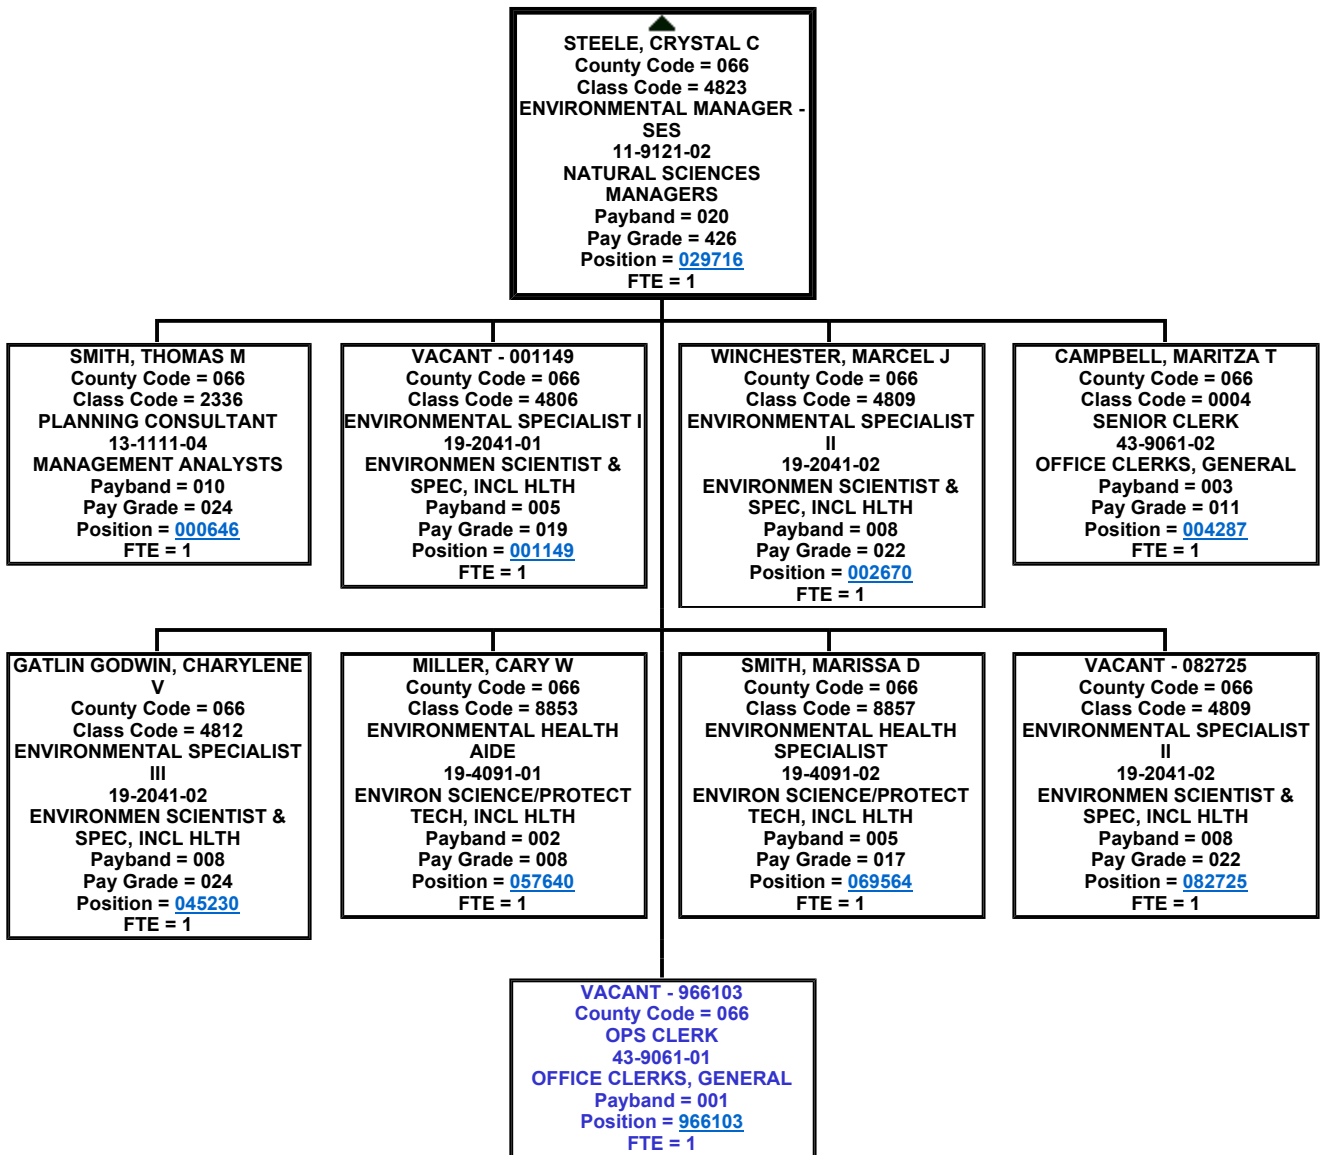 STEELE, CRYSTAL C
County Code = 066
Class Code = 4823
ENVIRONMENTAL MANAGER -
SES
11-9121-02
NATURAL SCIENCES
MANAGERS
Payband = 020
Pay Grade = 426
Position = 029716
FTE = 1
SMITH, THOMAS M
County Code = 066
Class Code = 2336
PLANNING CONSULTANT
13-1111-04
MANAGEMENT ANALYSTS
Payband = 010
Pay Grade = 024
Position = 000646
FTE = 1
VACANT - 001149
County Code = 066
Class Code = 4806
ENVIRONMENTAL SPECIALIST I
19-2041-01
ENVIRONMEN SCIENTIST &
SPEC, INCL HLTH
Payband = 005
Pay Grade = 019
Position = 001149
FTE = 1
WINCHESTER, MARCEL J
County Code = 066
Class Code = 4809
ENVIRONMENTAL SPECIALIST
II
19-2041-02
ENVIRONMEN SCIENTIST &
SPEC, INCL HLTH
Payband = 008
Pay Grade = 022
Position = 002670
FTE = 1
CAMPBELL, MARITZA T
County Code = 066
Class Code = 0004
SENIOR CLERK
43-9061-02
OFFICE CLERKS, GENERAL
Payband = 003
Pay Grade = 011
Position = 004287
FTE = 1
GATLIN GODWIN, CHARYLENE
V
County Code = 066
Class Code = 4812
ENVIRONMENTAL SPECIALIST
III
19-2041-02
ENVIRONMEN SCIENTIST &
SPEC, INCL HLTH
Payband = 008
Pay Grade = 024
Position = 045230
FTE = 1
MILLER, CARY W
County Code = 066
Class Code = 8853
ENVIRONMENTAL HEALTH
AIDE
19-4091-01
ENVIRON SCIENCE/PROTECT
TECH, INCL HLTH
Payband = 002
Pay Grade = 008
Position = 057640
FTE = 1
SMITH, MARISSA D
County Code = 066
Class Code = 8857
ENVIRONMENTAL HEALTH
SPECIALIST
19-4091-02
ENVIRON SCIENCE/PROTECT
TECH, INCL HLTH
Payband = 005
Pay Grade = 017
Position = 069564
FTE = 1
VACANT - 082725
County Code = 066
Class Code = 4809
ENVIRONMENTAL SPECIALIST
II
19-2041-02
ENVIRONMEN SCIENTIST &
SPEC, INCL HLTH
Payband = 008
Pay Grade = 022
Position = 082725
FTE = 1
VACANT - 966103
County Code = 066
OPS CLERK
43-9061-01
OFFICE CLERKS, GENERAL
Payband = 001
Position = 966103
FTE = 1